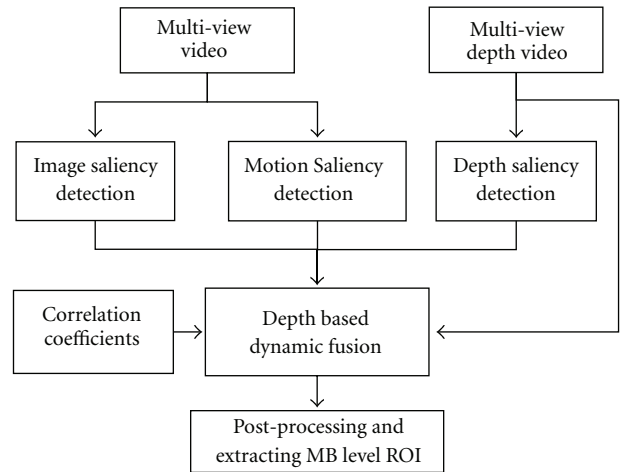 Multi-view
video
Multi-view
depth video
Image saliency
detection
Motion Saliency
detection
Depth saliency
detection
Correlation
coefficients
Depth based
dynamic fusion
Post-processing and
extracting MB level ROI